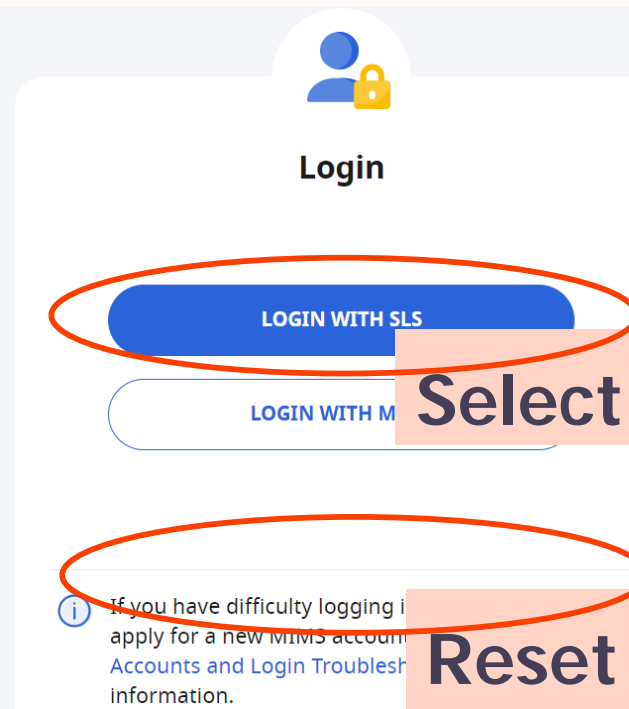 Login
LOGIN WITH SLS
Select
LOGIN WITH M
If you have difficulty logging i
apply for a new MIMS account
Accounts and Login Troublesh
Reset
information.